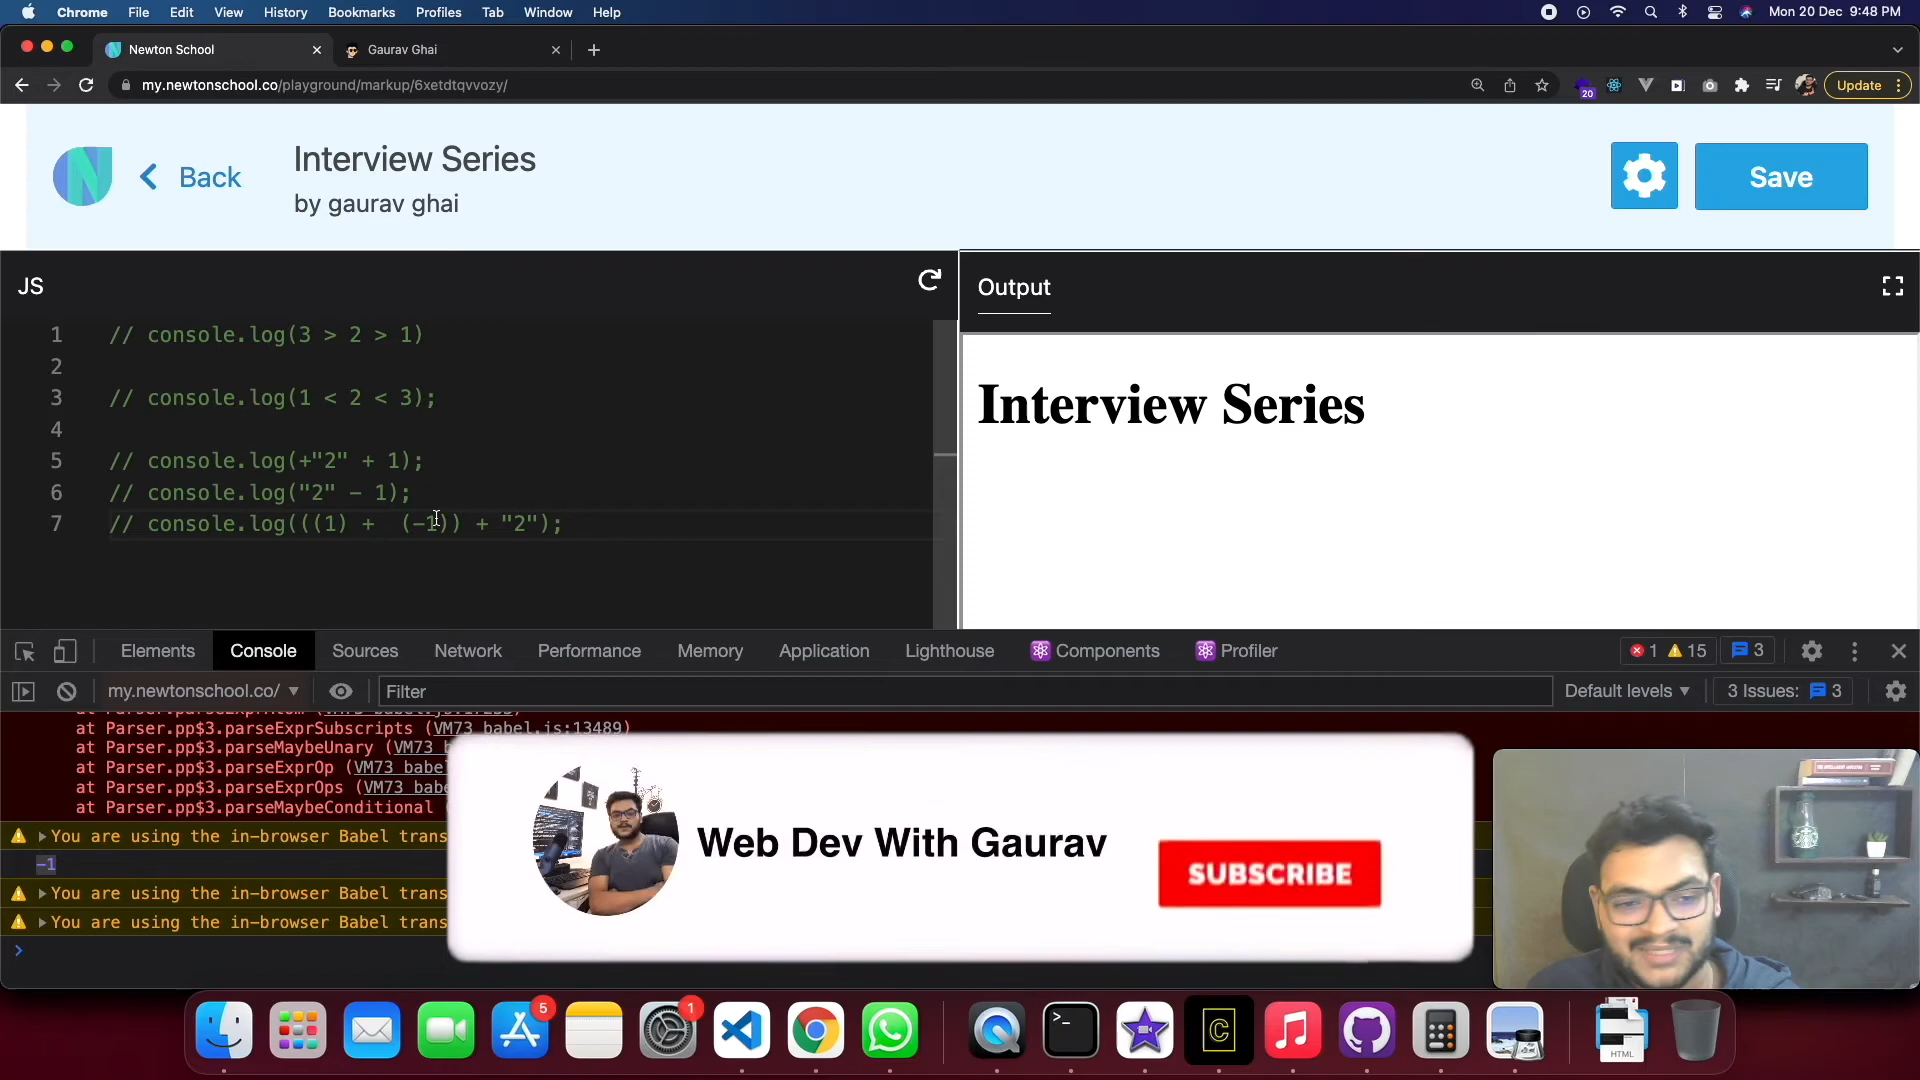 Chrome File Edit View History Bookmarks Profiles Tab Window Help
Mon 20 Dec 9:48 PM
Newton School
Gaurav Ghai
my.newtonschool.co/playground/markup/6xetdtqvvozy/
20
Update
Back
Interview Series
by gaurav ghai
Save
JS
Output
1 // console.log(3 > 2 > 1)
2
3 // console.log(1 < 2 < 3);
4
5 // console.log(+"2" + 1);
6 // console.log("2" - 1);
7 // console.log(((1) +  (-1)) + "2");
Interview Series
Elements Console Sources Network Performance Memory Application Lighthouse Components Profiler
1 15 3
my.newtonschool.co/
Filter
Default levels
3 Issues: 3
at Parser.pp$3.parseExprSubscripts (VM73 babel.js:13489)
at Parser.pp$3.parseMaybeUnary (VM73 b
at Parser.pp$3.parseExprOp (VM73 babe
at Parser.pp$3.parseExprOps (VM73 babe
at Parser.pp$3.parseMaybeConditional (
You are using the in-browser Babel trans
-1
You are using the in-browser Babel trans
You are using the in-browser Babel trans
>
Web Dev With Gaurav
SUBSCRIBE
5
1
>_
C
HTML